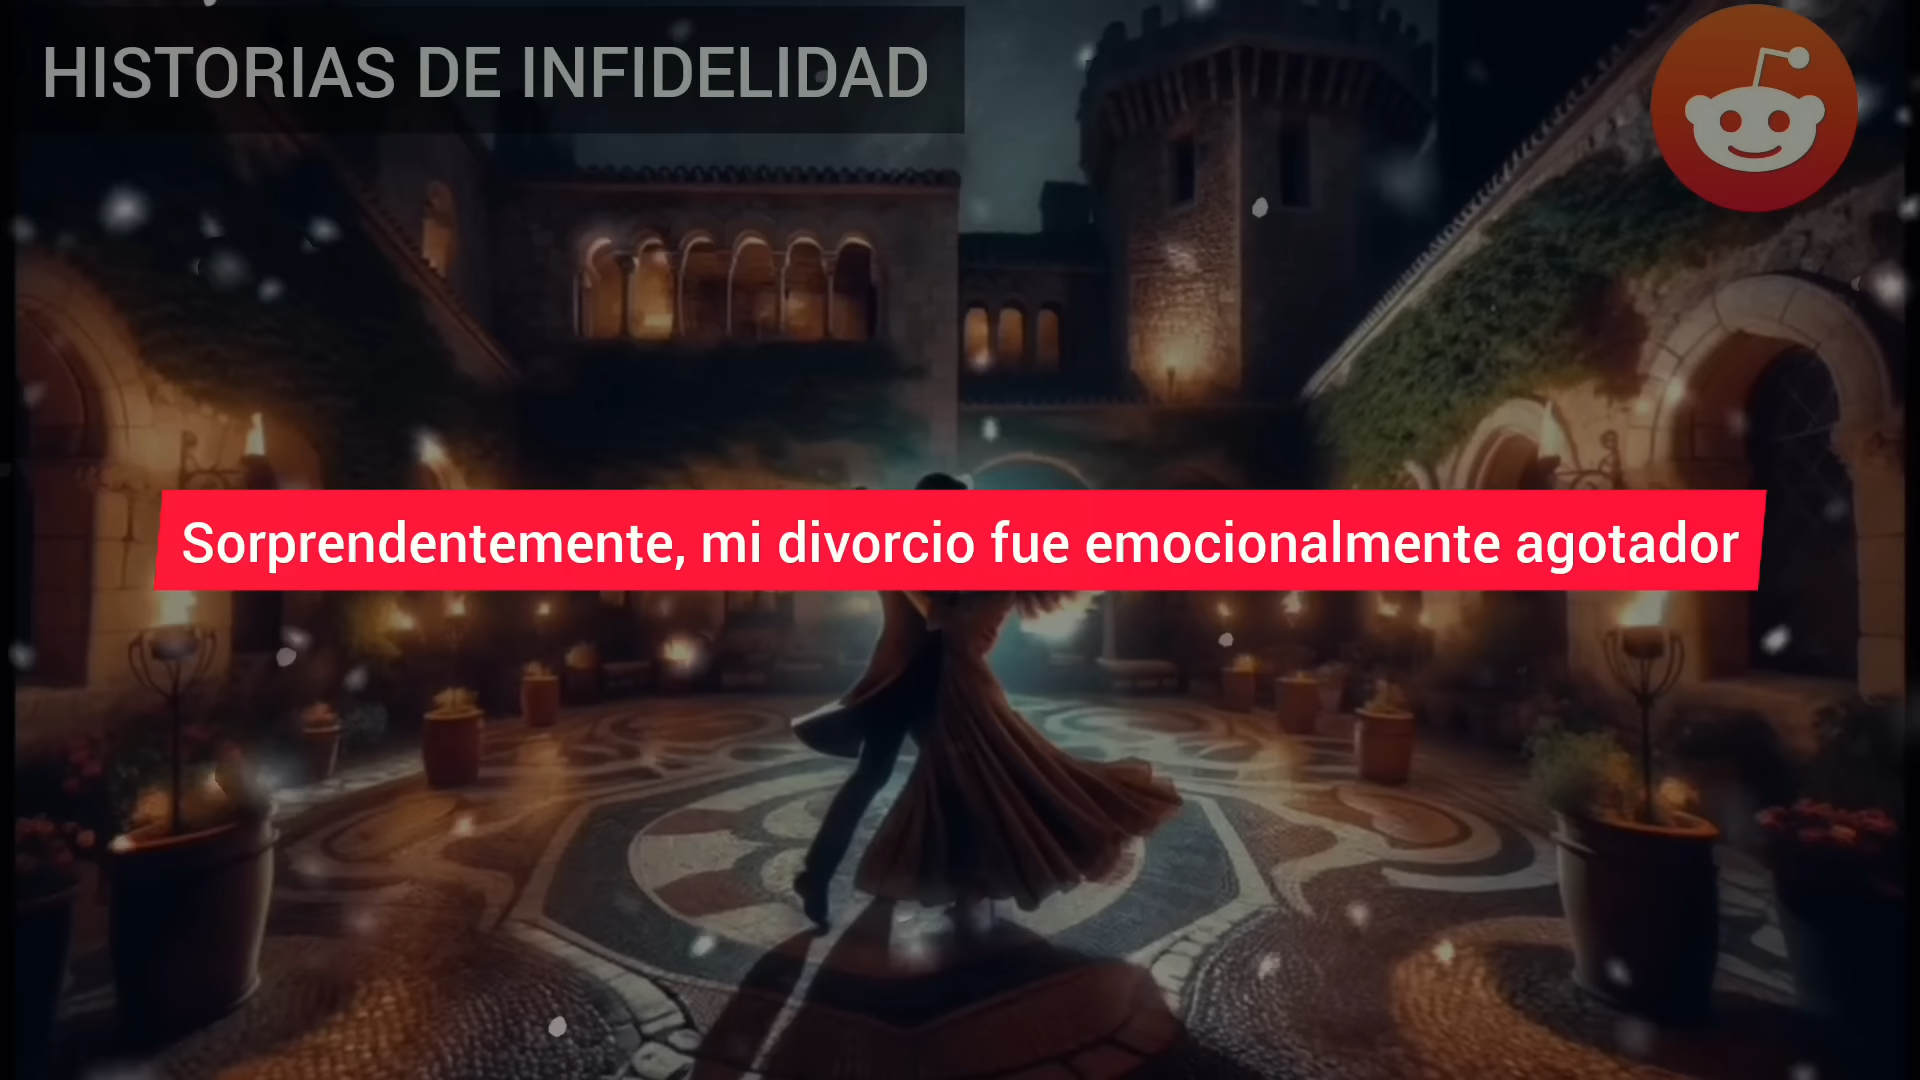 HISTORIAS DE INFIDELIDAD
Sorprendentemente, mi divorcio fue emocionalmente agotador